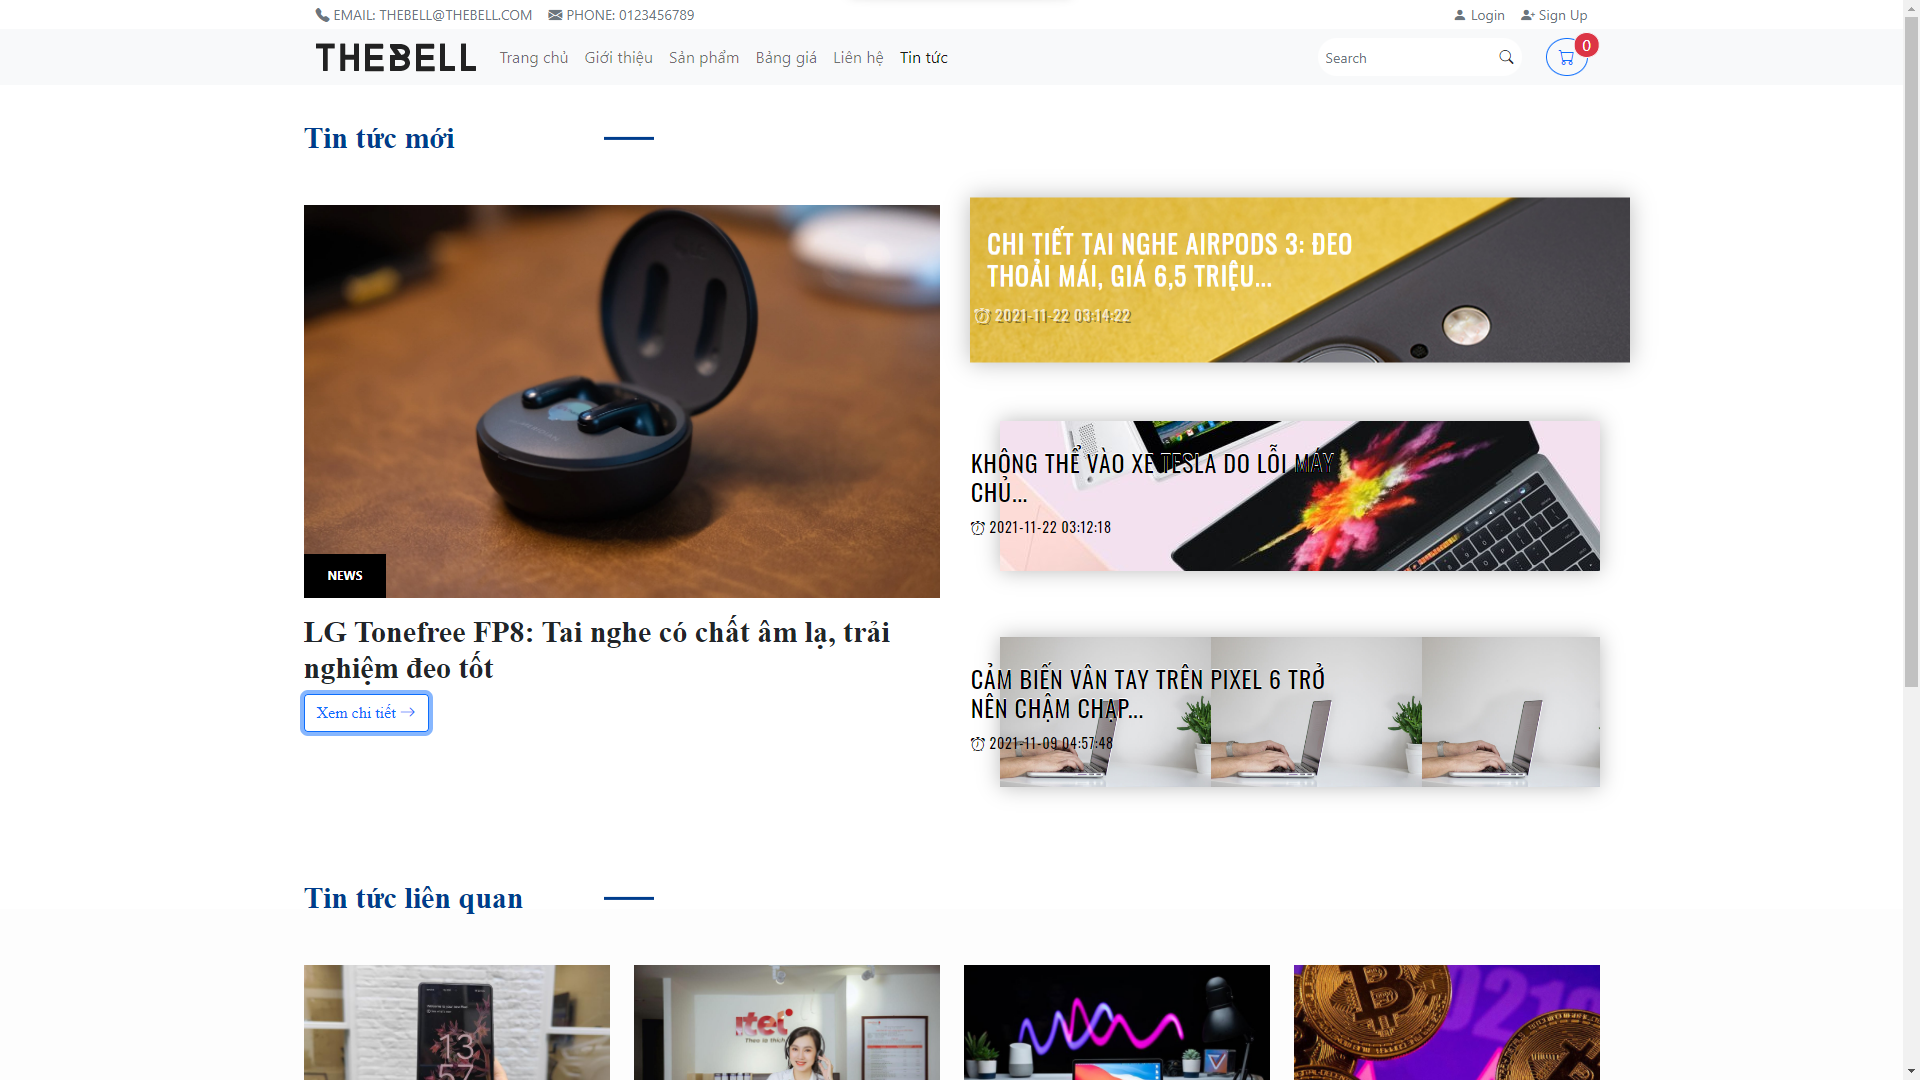 EMAIL: THEBELL@THEBELL.COM PHONE: 0123456789 Login Sign Up
THEBELL Trang chủ Giới thiệu Sản phẩm Bảng giá Liên hệ Tin tức Search 0
Tin tức mới
NEWS
LG Tonefree FP8: Tai nghe có chất âm lạ, trải
nghiệm đeo tốt
Xem chi tiết
CHI TIẾT TAI NGHE AIRPODS 3: ĐEO
THOẢI MÁI, GIÁ 6,5 TRIỆU...
2021-11-22 03:14:22
KHÔNG THỂ VÀO XE TESLA DO LỖI MÁY
CHỦ...
2021-11-22 03:12:18
CẢM BIẾN VÂN TAY TRÊN PIXEL 6 TRỞ
NÊN CHẬM CHẠP...
2021-11-09 04:57:48
Tin tức liên quan
13
57
itel